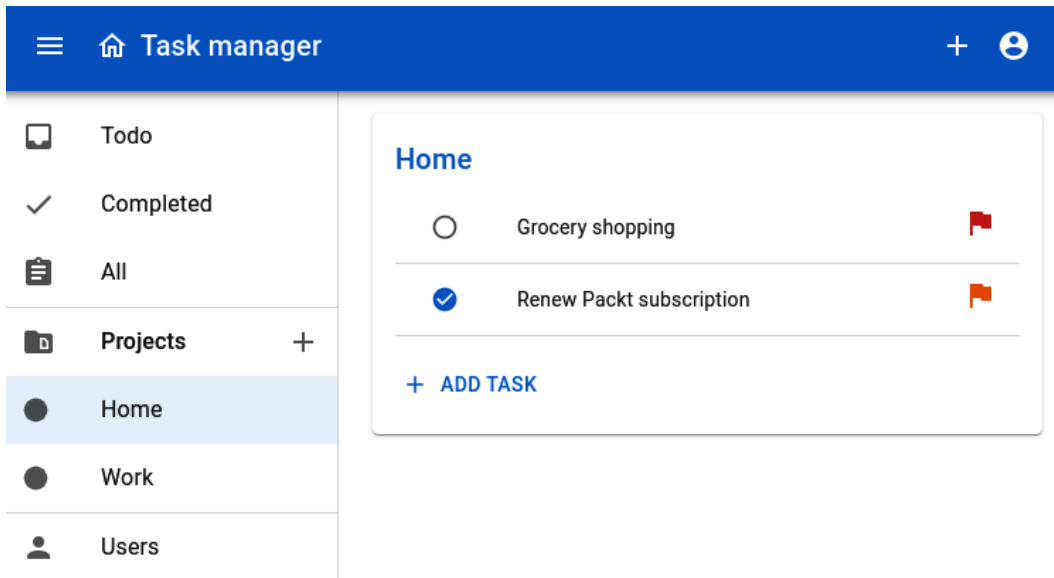 Task manager
Todo
Completed
All
Projects
Home
Work
Users
Home
Grocery shopping
Renew Packt subscription
ADD TASK